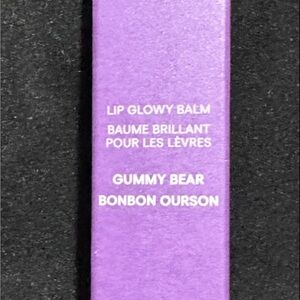 LIP GLOWY BALM
BAUME BRILLANT
POUR LES LÈVRES
GUMMY BEAR
BONBON OURSON